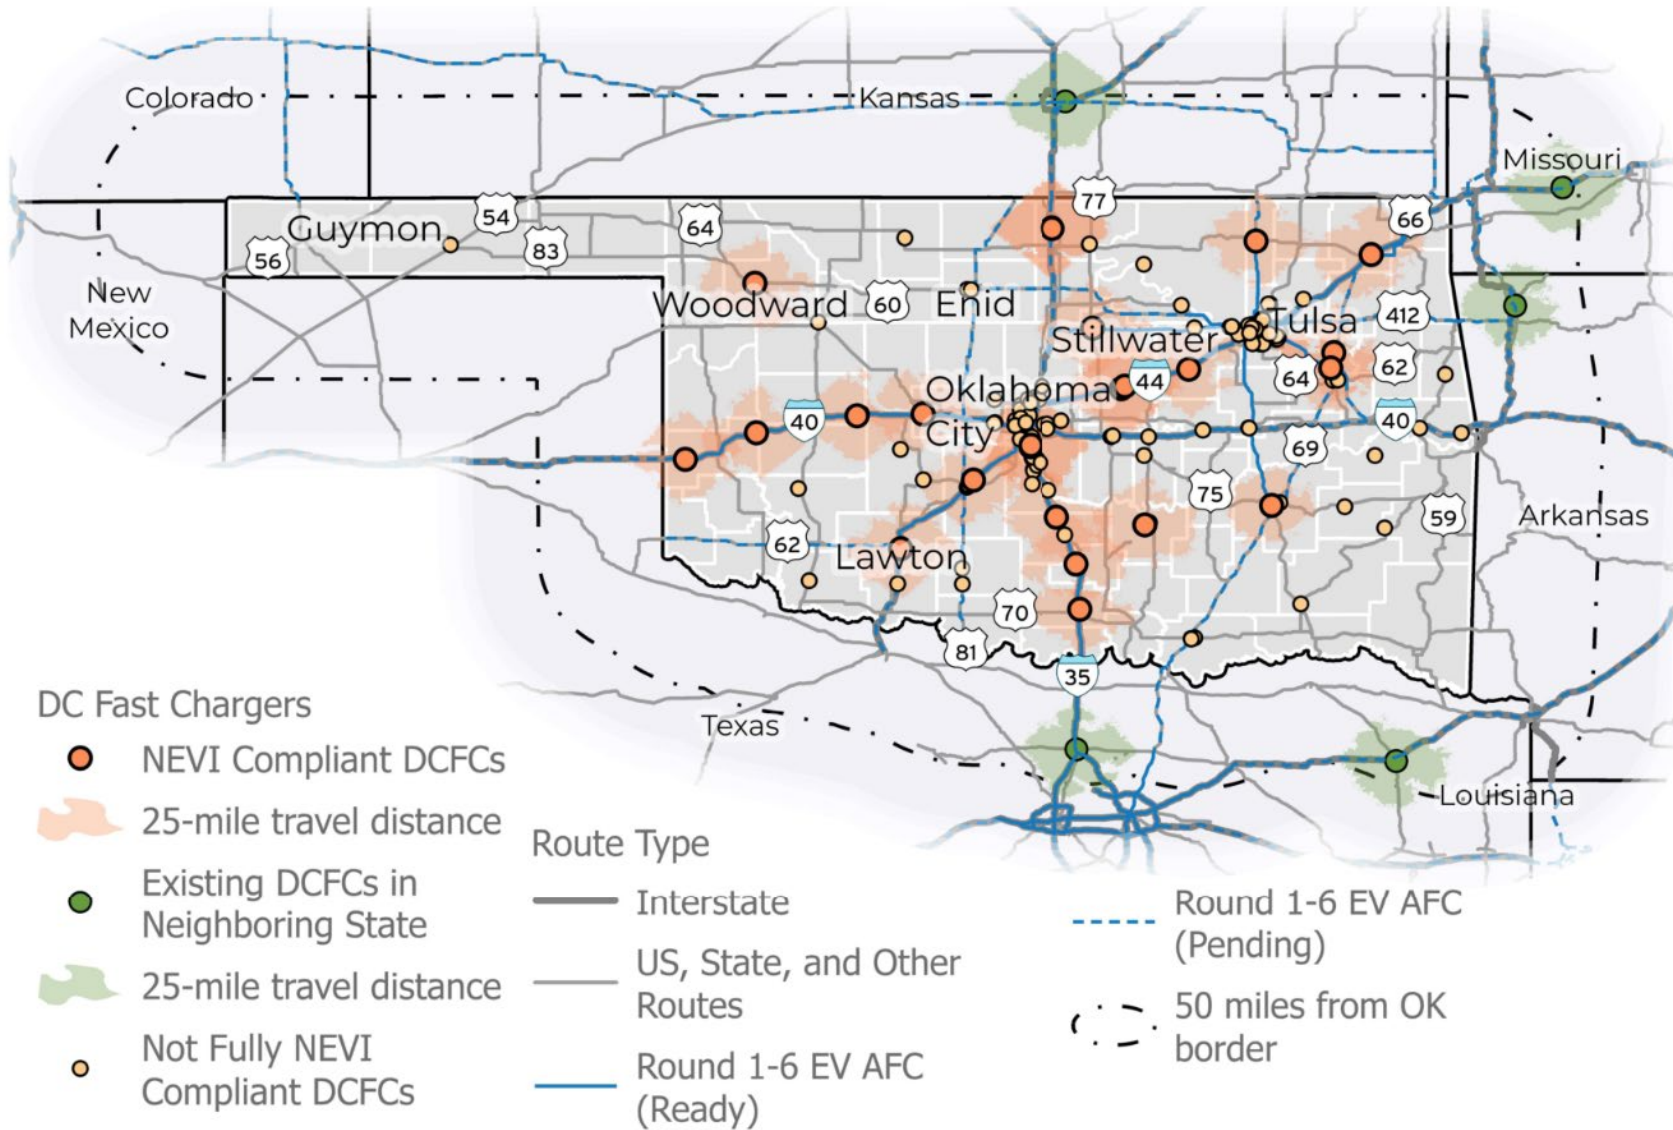 Colorado
Kansas
Missouri
Guymon
54
64
77
66
56
83
New
Mexico
Woodward
60
Enid
412
Tulsa
Stillwater
62
64
44
Oklahoma
City
40
40
69
75
59
Arkansas
62
Lawton
70
81
35
Texas
Louisiana
DC Fast Chargers
NEVI Compliant DCFCs
25-mile travel distance
Existing DCFCs in
Neighboring State
25-mile travel distance
Not Fully NEVI
Compliant DCFCs
Route Type
Interstate
US, State, and Other
Routes
Round 1-6 EV AFC
(Ready)
Round 1-6 EV AFC
(Pending)
50 miles from OK
border